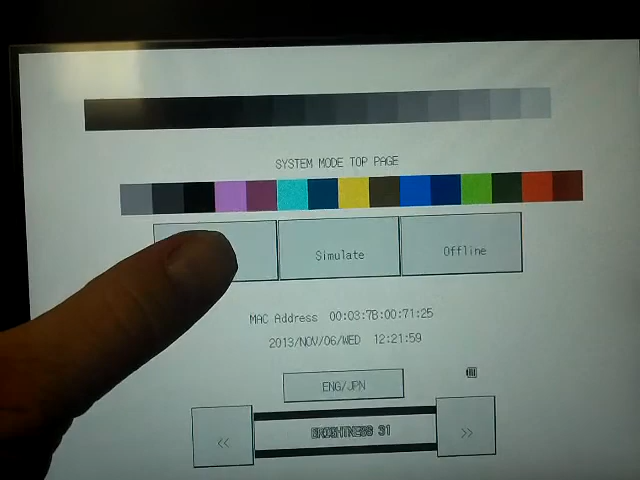 SYSTEM MODE TOP PAGE
Simulate
Offline
MAC Address 00:03:7B:00:71:25
2013/NOV/06/WED 12:21:59
ENG/JPN
<<
BRIGHTNESS 31
>>